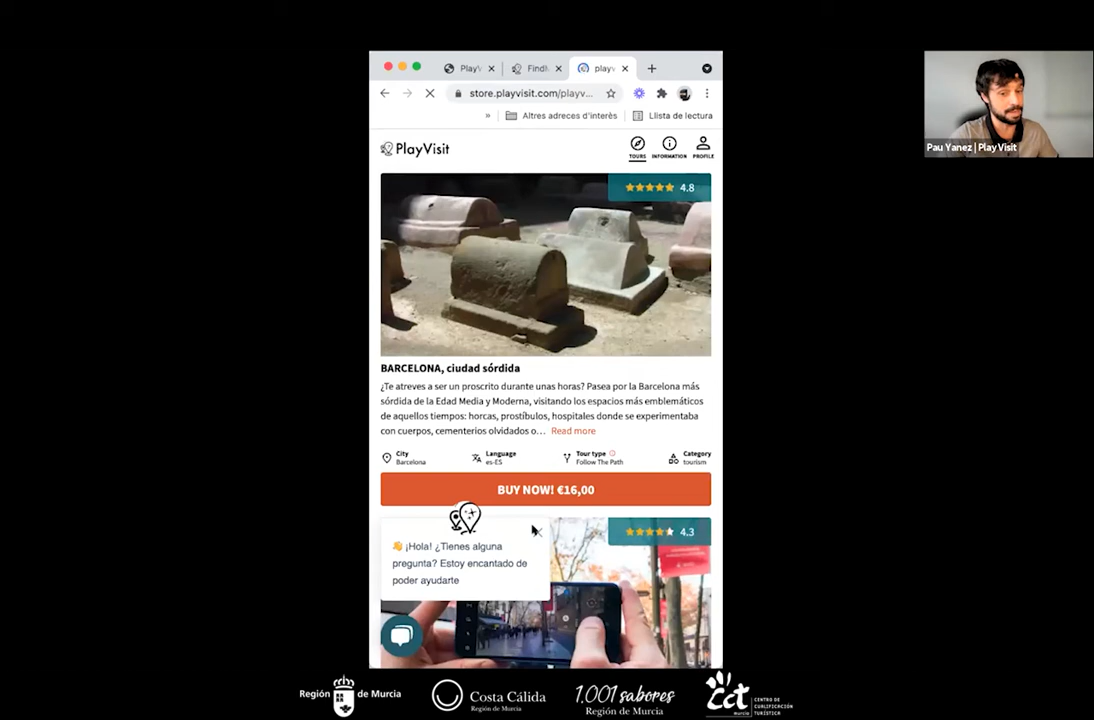 PlayV
FindM
playv
store.playvisit.com/playv...
» Altres adreces d'interès
Llista de lectura
PlayVisit
TOURS
INFORMATION
PROFILE
4.8
BARCELONA, ciudad sórdida
¿Te atreves a ser un proscrito durante unas horas? Pasea por la Barcelona más
sórdida de la Edad Media y Moderna, visitando los espacios más emblemáticos
de aquellos tiempos: horcas, prostíbulos, hospitales donde se experimentaba
con cuerpos, cementerios olvidados o... Read more
City
Barcelona
Language
es-ES
Tour type
Follow The Path
Category
tourism
BUY NOW! €16,00
4.3
👋 ¡Hola! ¿Tienes alguna
pregunta? Estoy encantado de
poder ayudarte
Pau Yanez | PlayVisit
Región de Murcia
Costa Cálida
Región de Murcia
1.001 sabores
Región de Murcia
cct
murcia
CENTRO DE
CUALIFICACIÓN
TURÍSTICA